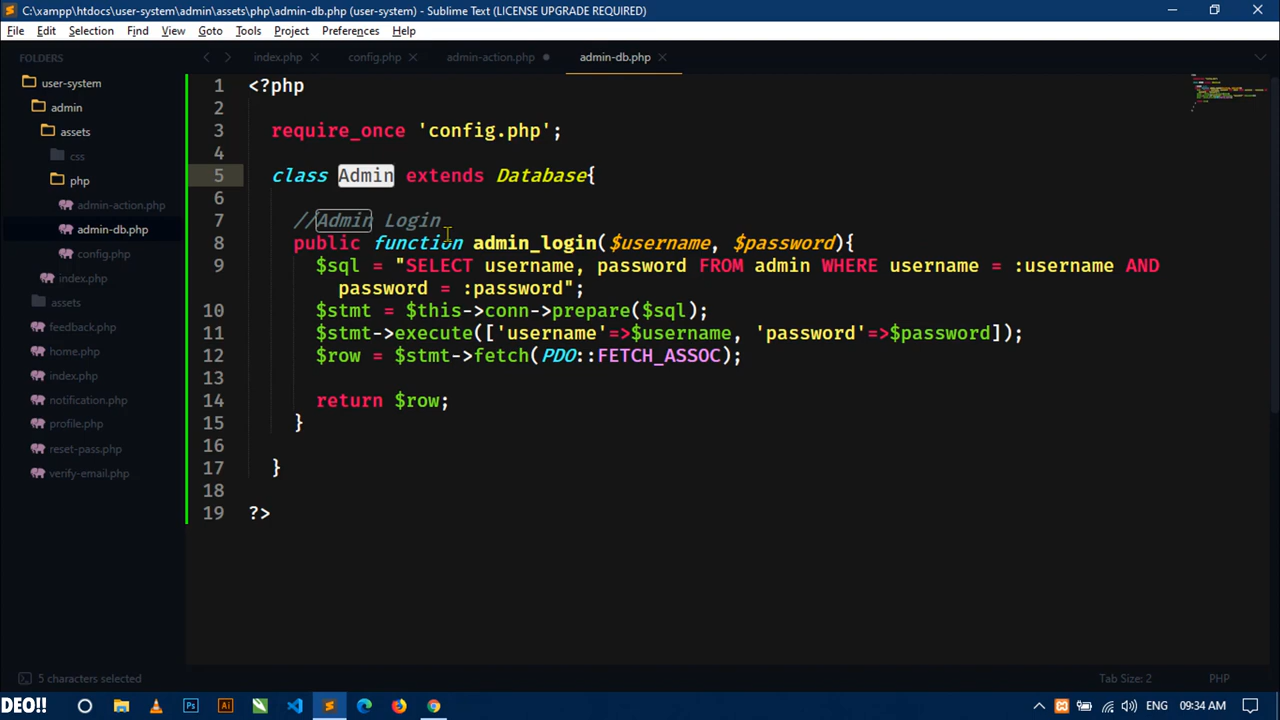 C:\xampp\htdocs\user-system\admin\assets\php\admin-db.php (user-system) - Sublime Text (LICENSE UPGRADE REQUIRED)
File Edit Selection Find View Goto Tools Project Preferences Help
FOLDERS
user-system
admin
assets
css
php
admin-action.php
admin-db.php
config.php
index.php
assets
feedback.php
home.php
index.php
notification.php
profile.php
reset-pass.php
verify-email.php
index.php config.php admin-action.php admin-db.php
1 <?php
2
3 require_once 'config.php';
4
5 class Admin extends Database{
6
7 //Admin Login
8 public function admin_login($username, $password){
9 $sql = "SELECT username, password FROM admin WHERE username = :username AND
password = :password";
10 $stmt = $this->conn->prepare($sql);
11 $stmt->execute(['username'=>$username, 'password'=>$password]);
12 $row = $stmt->fetch(PDO::FETCH_ASSOC);
13
14 return $row;
15 }
16
17 }
18
19 ?>
5 characters selected Tab Size: 2 PHP
DEO!! Ps Ai ENG 09:34 AM